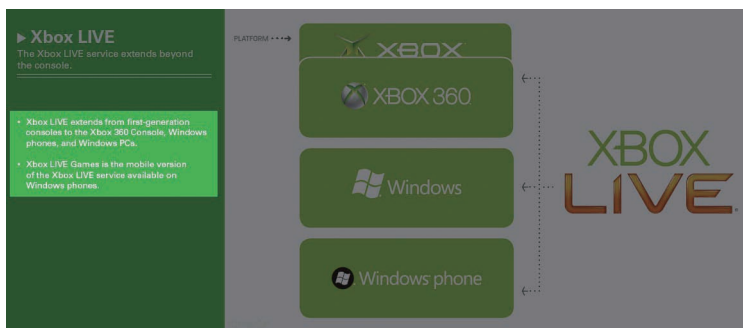 ▶ Xbox LIVE
The Xbox LIVE service extends beyond
the console.
• Xbox LIVE extends from first-generation
consoles to the Xbox 360 Console, Windows
phones, and Windows PCs.
• Xbox LIVE Games is the mobile version
of the Xbox LIVE service available on
Windows phones.
PLATFORM
XBOX
XBOX 360
Windows
Windows phone
XBOX
LIVE